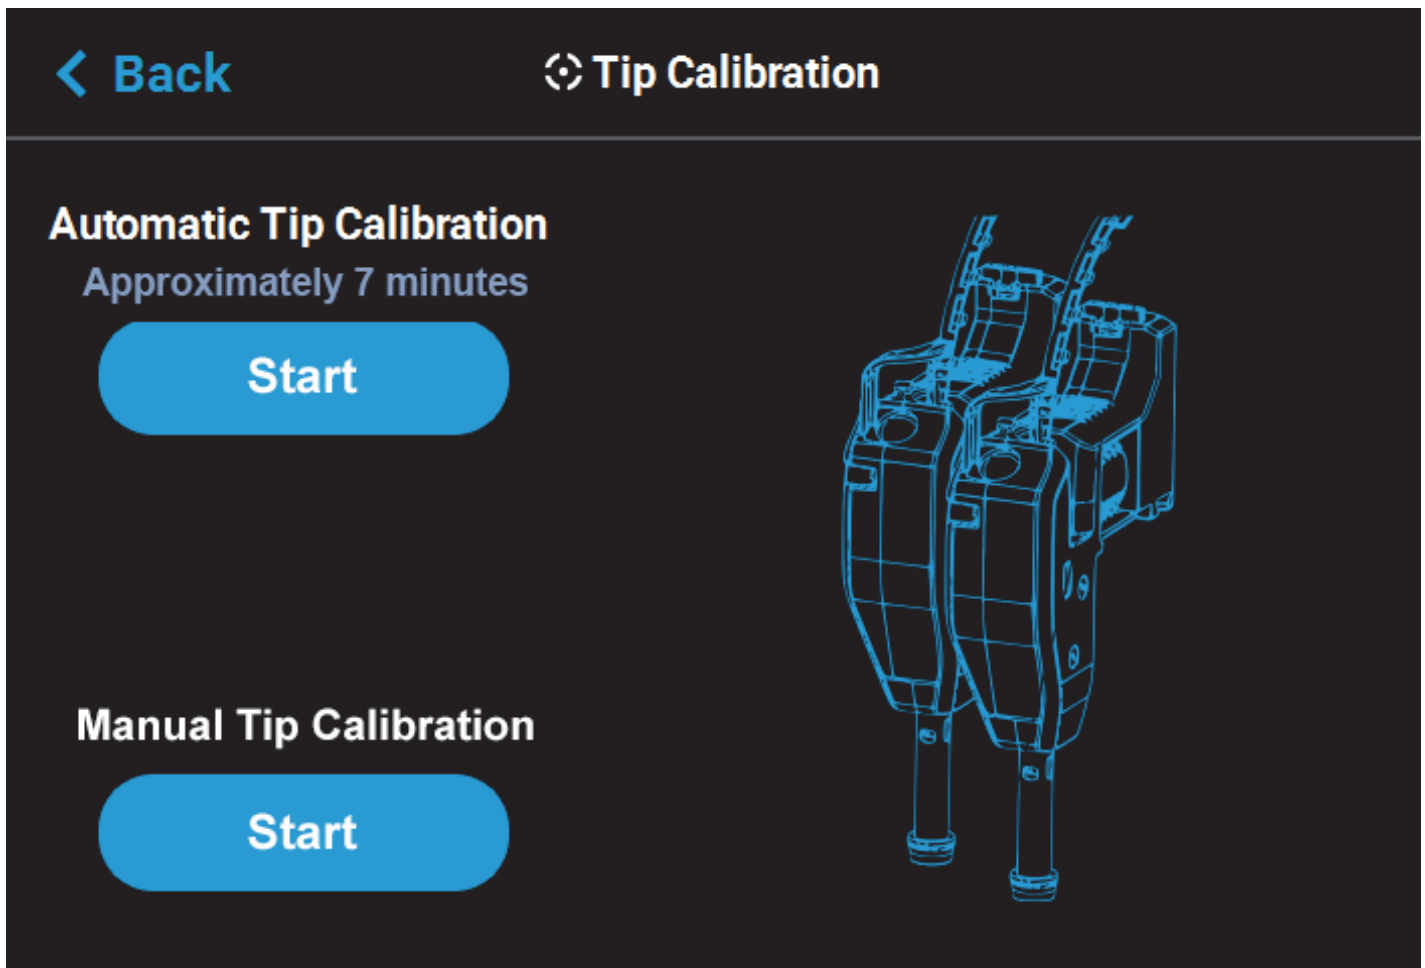 Back
Tip Calibration
Automatic Tip Calibration
Approximately 7 minutes
Start
Manual Tip Calibration
Start